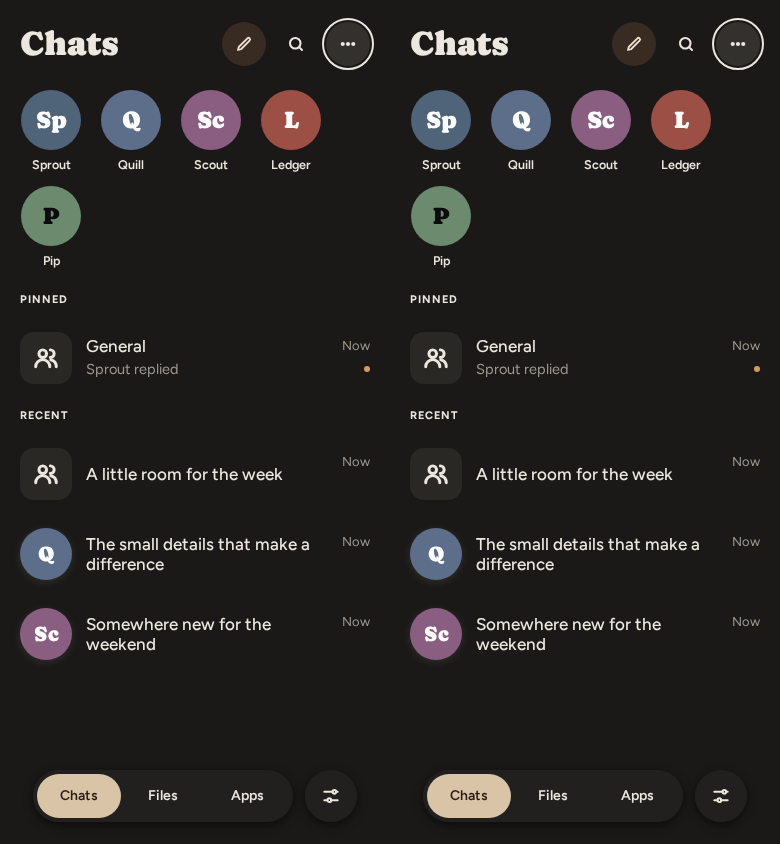 Chats
Chats
Sp Q Sc L
Sp Q Sc L
Sprout Quill Scout Ledger
Sprout Quill Scout Ledger
P
P
Pip
Pip
PINNED
PINNED
General Now
Sprout replied
General Now
Sprout replied
RECENT
RECENT
A little room for the week Now
A little room for the week Now
Q The small details that make a Now
difference
Q The small details that make a Now
difference
Sc Somewhere new for the Now
weekend
Sc Somewhere new for the Now
weekend
Chats Files Apps
Chats Files Apps